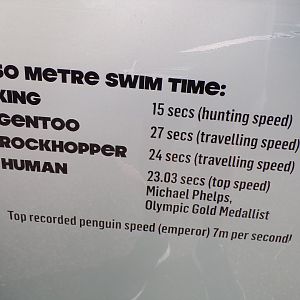 50 METRE SWIM TIME:
KING 15 secs (hunting speed)
GENTOO 27 secs (travelling speed)
ROCKHOPPER 24 secs (travelling speed)
HUMAN 23.03 secs (top speed)
Michael Phelps,
Olympic Gold Medallist
Top recorded penguin speed (emperor) 7m per second!